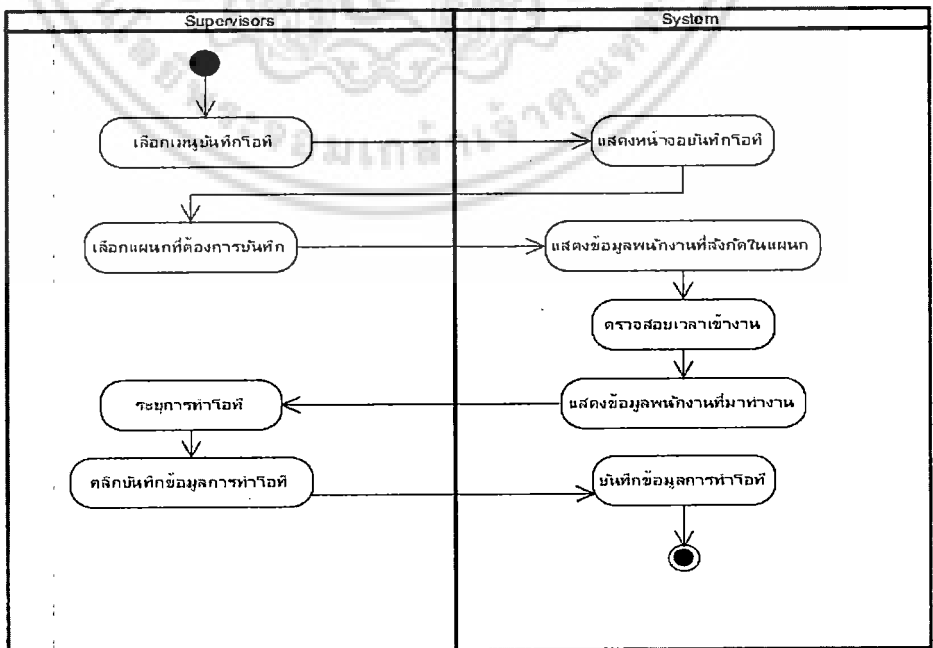 Supervisors
System
เลือกเมนูบันทึกโอที
แสดงหน้าจอบันทึกโอที
เลือกแผนกที่ต้องการบันทึก
แสดงข้อมูลพนักงานที่สังกัดในแผนก
ตรวจสอบเวลาเข้างาน
ระบุการทำโอที
แสดงข้อมูลพนักงานที่มาทำงาน
คลิกบันทึกข้อมูลการทำโอที
บันทึกข้อมูลการทำโอที